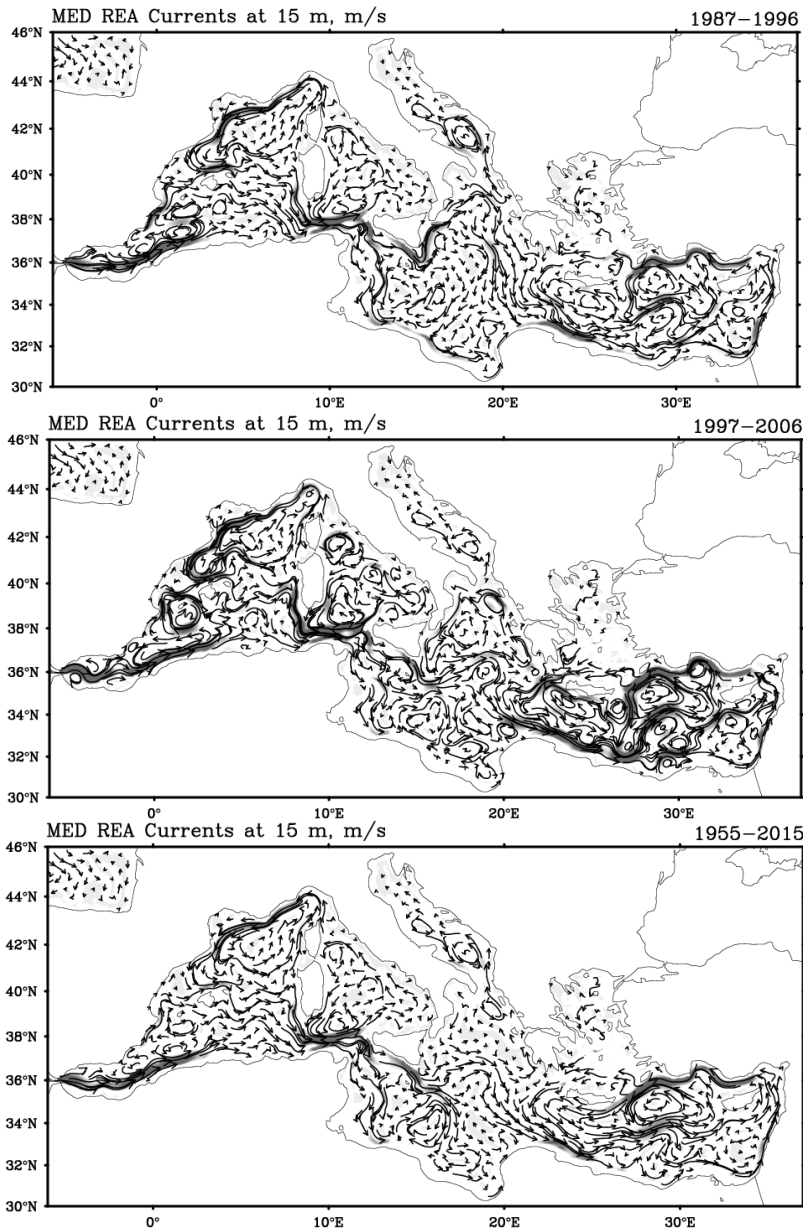 MED REA Currents at 15 m, m/s 1987−1996
46°N
44°N
42°N
40°N
38°N
36°N
34°N
32°N
30°N
0° 10°E 20°E 30°E
MED REA Currents at 15 m, m/s 1997−2006
46°N
44°N
42°N
40°N
38°N
36°N
34°N
32°N
30°N
0° 10°E 20°E 30°E
MED REA Currents at 15 m, m/s 1955−2015
46°N
44°N
42°N
40°N
38°N
36°N
34°N
32°N
30°N
0° 10°E 20°E 30°E